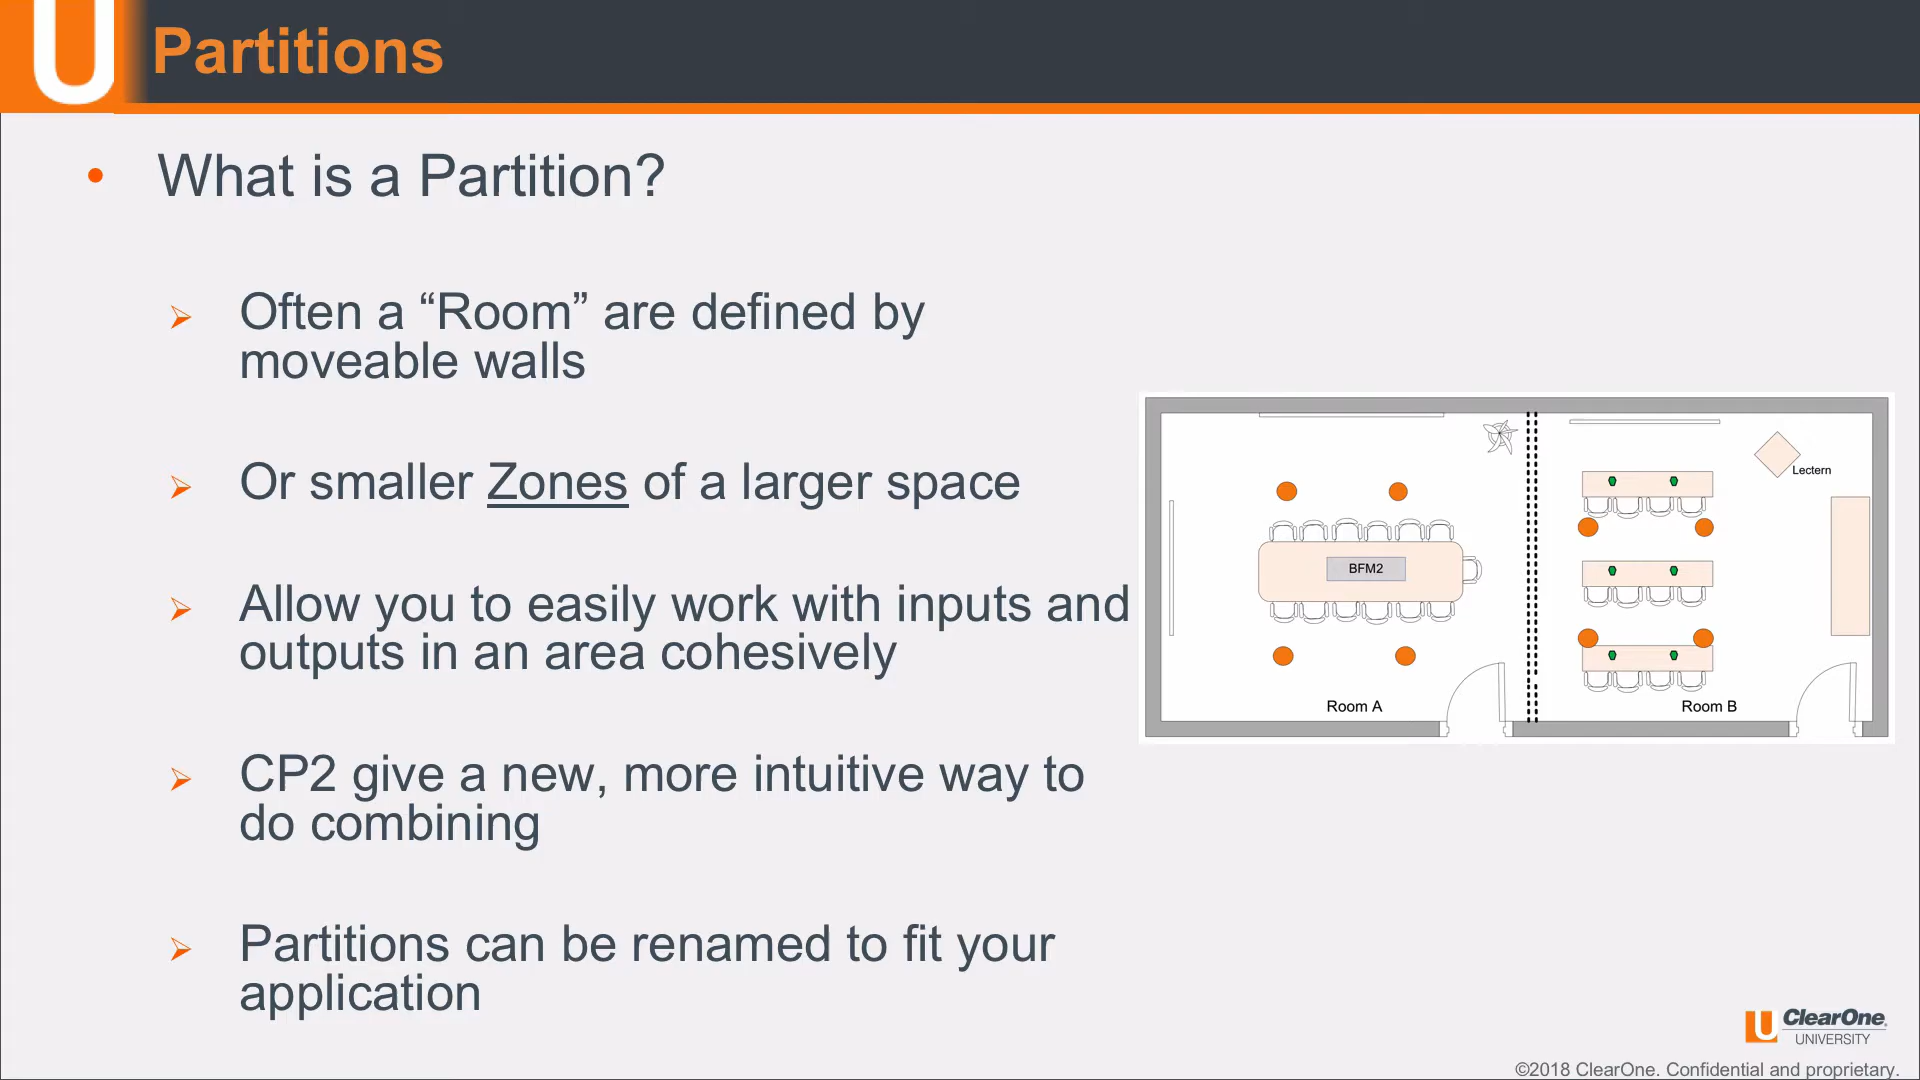 U Partitions
• What is a Partition?
➢ Often a “Room” are defined by
moveable walls
➢ Or smaller Zones of a larger space
➢ Allow you to easily work with inputs and
outputs in an area cohesively
➢ CP2 give a new, more intuitive way to
do combining
➢ Partitions can be renamed to fit your
application
Lectern
BFM2
Room A
Room B
U ClearOne
UNIVERSITY
©2018 ClearOne. Confidential and proprietary.